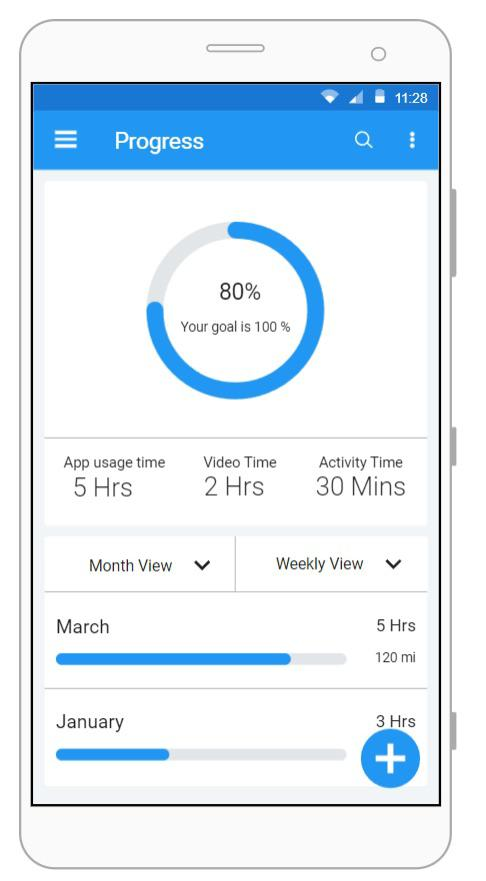 11:28
Progress
80%
Your goal is 100 %
App usage time Video Time Activity Time
5 Hrs 2 Hrs 30 Mins
Month View Weekly View
March 5 Hrs
120 mi
January 3 Hrs